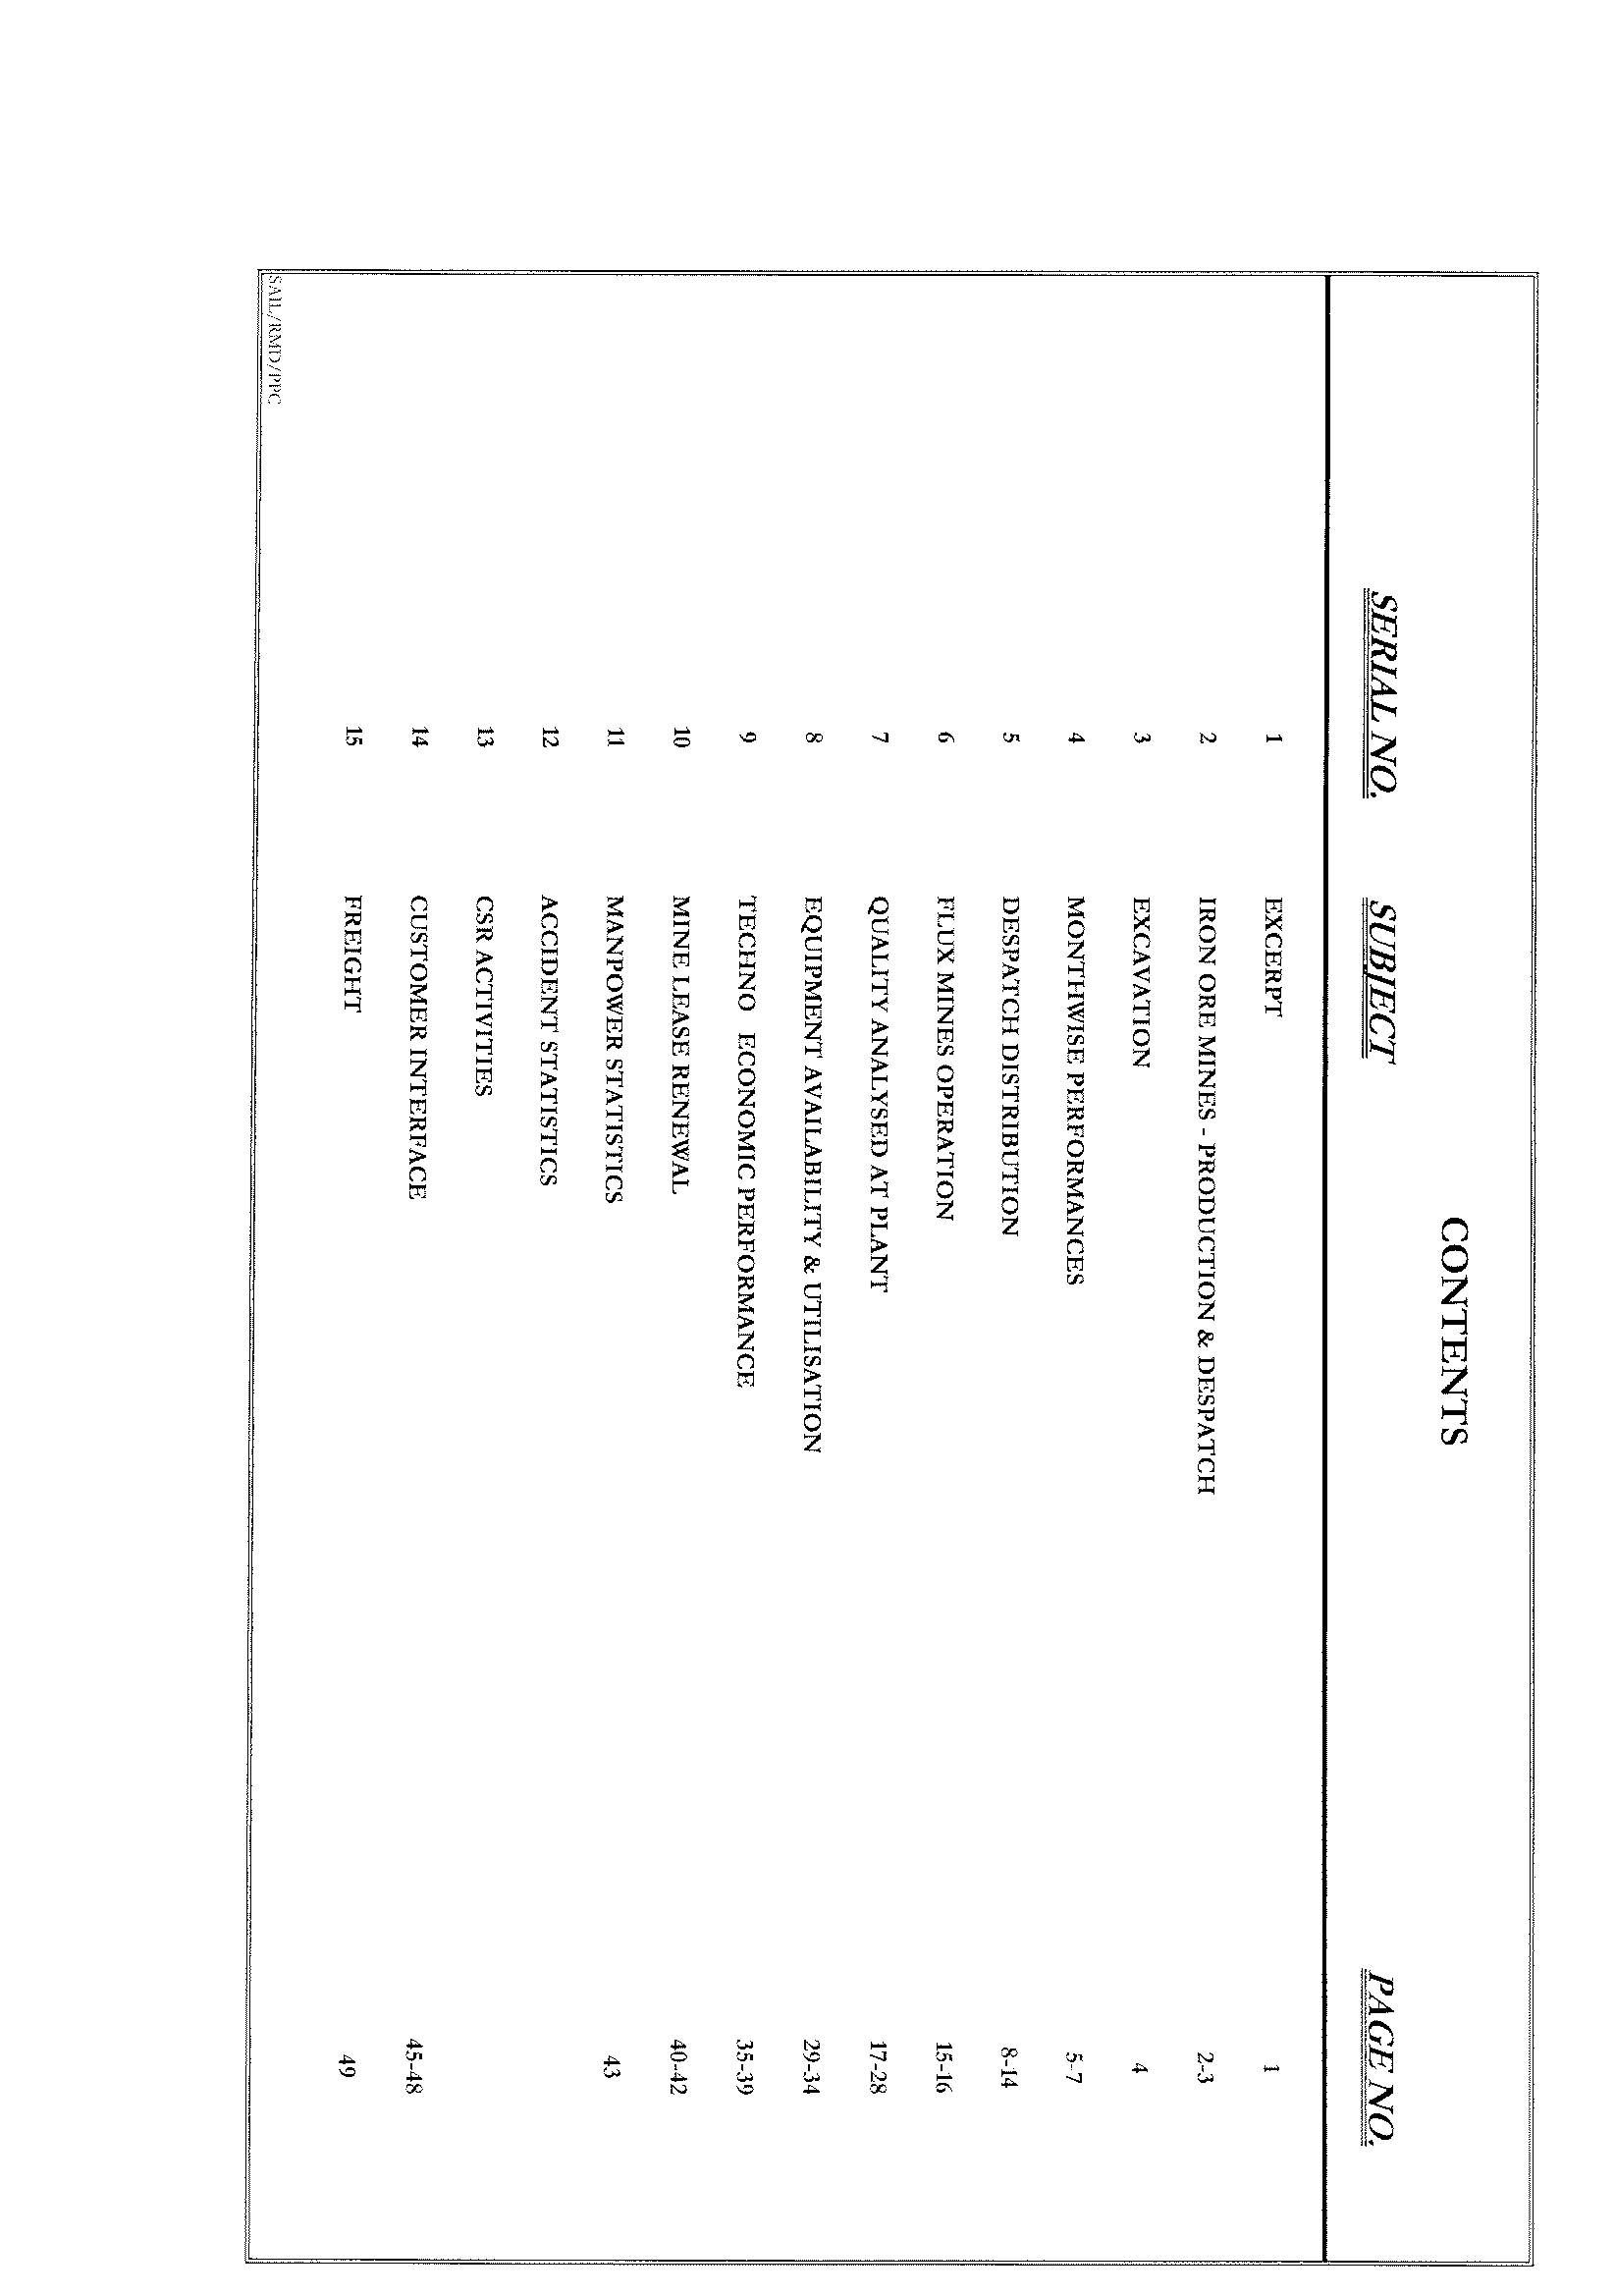 CONTENTS
SERIAL NO. SUBJECT PAGE NO.
1 EXCERPT 1
2 IRON ORE MINES - PRODUCTION & DESPATCH 2-3
3 EXCAVATION 4
4 MONTHWISE PERFORMANCES 5-7
5 DESPATCH DISTRIBUTION 8-14
6 FLUX MINES OPERATION 15-16
7 QUALITY ANALYSED AT PLANT 17-28
8 EQUIPMENT AVAILABILITY & UTILISATION 29-34
9 TECHNO ECONOMIC PERFORMANCE 35-39
10 MINE LEASE RENEWAL 40-42
11 MANPOWER STATISTICS 43
12 ACCIDENT STATISTICS
13 CSR ACTIVITIES
14 CUSTOMER INTERFACE 45-48
15 FREIGHT 49
SAIL/RMD/PPC